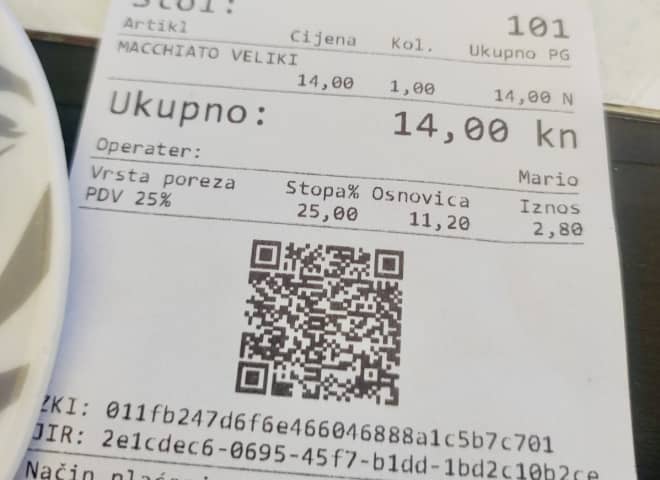 Stol: 101
Artikl Cijena Kol. Ukupno PG
MACCHIATO VELIKI
14,00 1,00 14,00 N
Ukupno: 14,00 kn
Operater: Mario
Vrsta poreza Stopa% Osnovica Iznos
PDV 25% 25,00 11,20 2,80
ZKI: 011fb247d6f6e466046888a1c5b7c701
JIR: 2e1cdec6-0695-45f7-b1dd-1bd2c10b2ce
Način